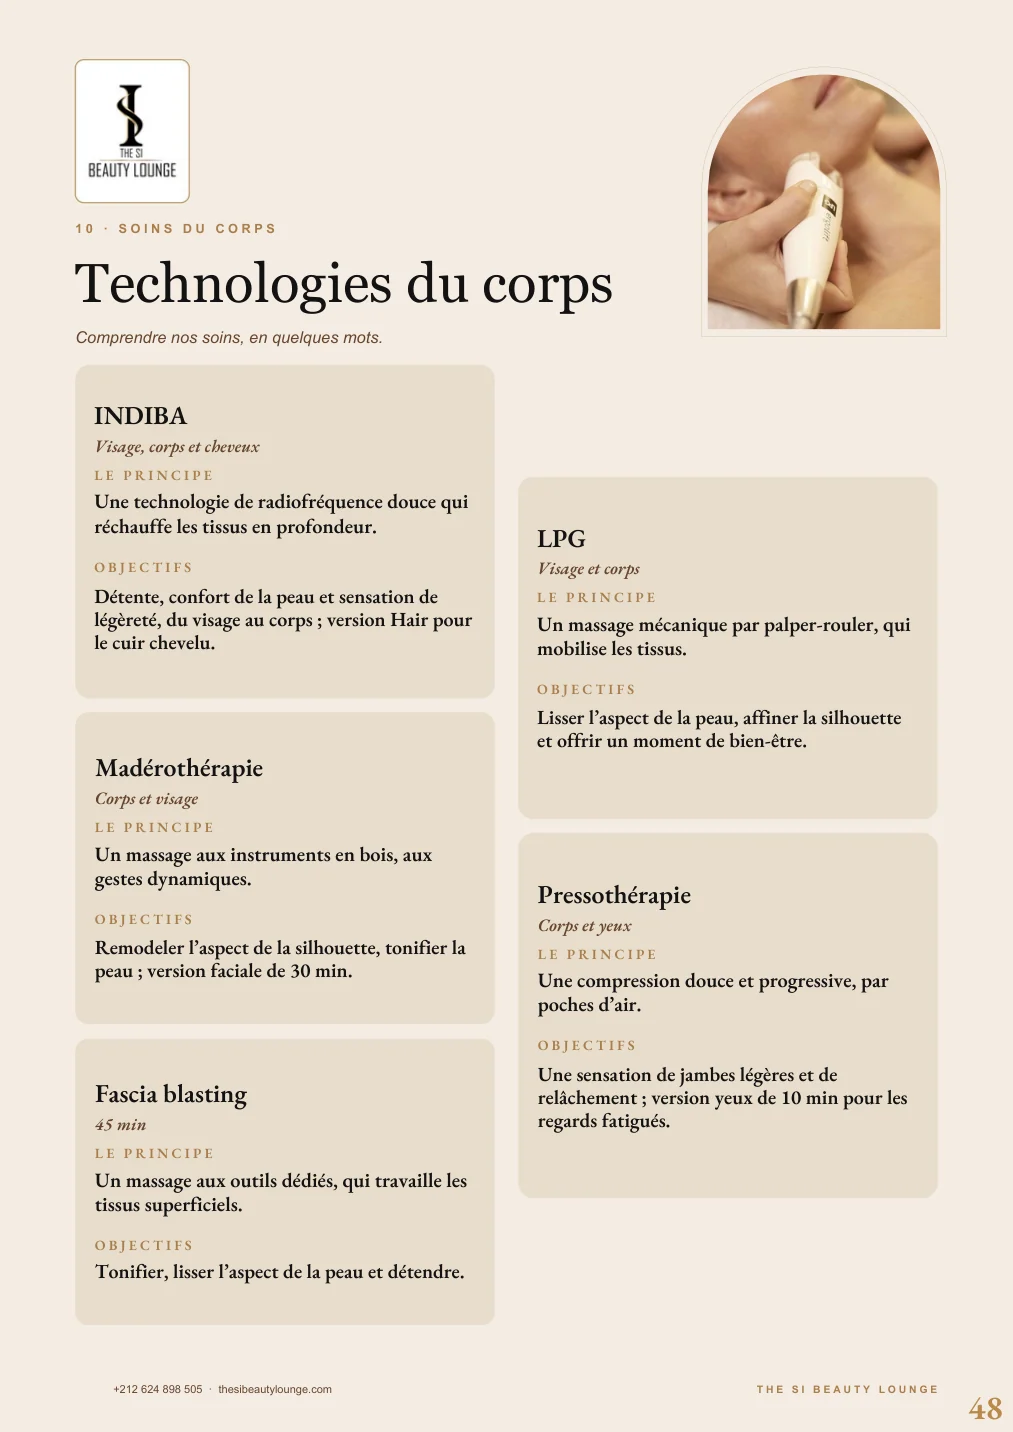 THE SI
BEAUTY LOUNGE
10 · SOINS DU CORPS
Technologies du corps
Comprendre nos soins, en quelques mots.
INDIBA
Visage, corps et cheveux
LE PRINCIPE
Une technologie de radiofréquence douce qui
réchauffe les tissus en profondeur.
OBJECTIFS
Détente, confort de la peau et sensation de
légèreté, du visage au corps ; version Hair pour
le cuir chevelu.
Madérothérapie
Corps et visage
LE PRINCIPE
Un massage aux instruments en bois, aux
gestes dynamiques.
OBJECTIFS
Remodeler l’aspect de la silhouette, tonifier la
peau ; version faciale de 30 min.
Fascia blasting
45 min
LE PRINCIPE
Un massage aux outils dédiés, qui travaille les
tissus superficiels.
OBJECTIFS
Tonifier, lisser l’aspect de la peau et détendre.
LPG
Visage et corps
LE PRINCIPE
Un massage mécanique par palper-rouler, qui
mobilise les tissus.
OBJECTIFS
Lisser l’aspect de la peau, affiner la silhouette
et offrir un moment de bien-être.
Pressothérapie
Corps et yeux
LE PRINCIPE
Une compression douce et progressive, par
poches d’air.
OBJECTIFS
Une sensation de jambes légères et de
relâchement ; version yeux de 10 min pour les
regards fatigués.
+212 624 898 505 · thesibeautylounge.com
THE SI BEAUTY LOUNGE
48